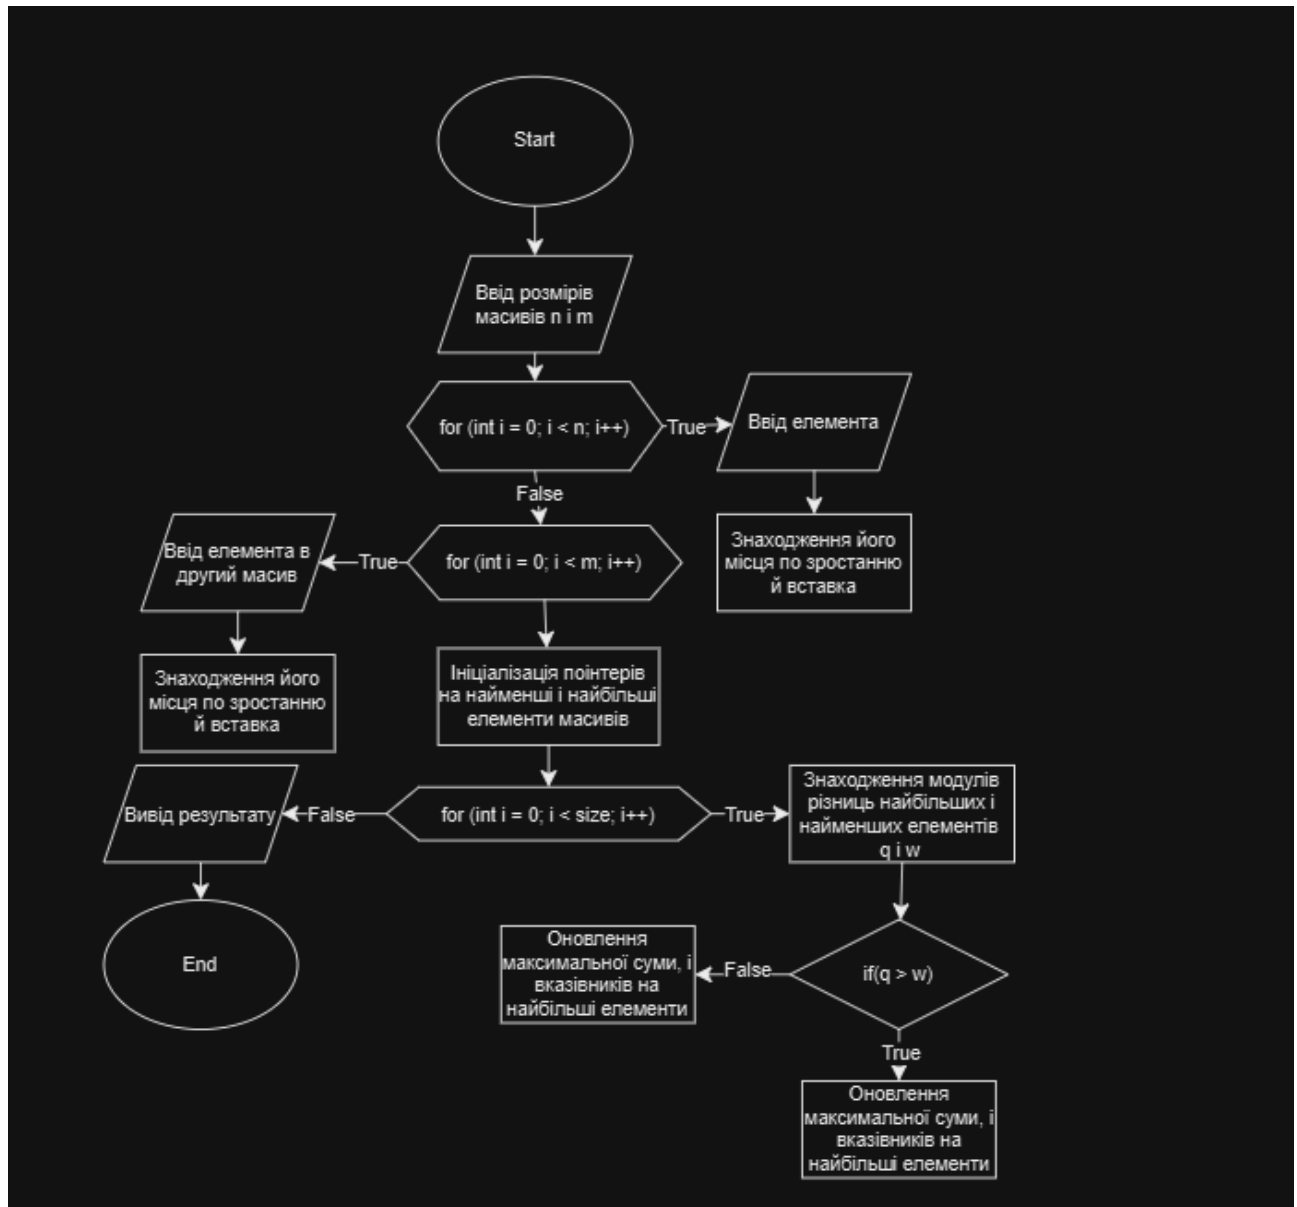 Start
Ввід розмірів
масивів n і m
for (int i = 0; i < n; i++)
True
Ввід елемента
False
Знаходження його
місця по зростанню
й вставка
for (int i = 0; i < m; i++)
True
Ввід елемента в
другий масив
Знаходження його
місця по зростанню
й вставка
Ініціалізація поінтерів
на найменші і найбільші
елементи масивів
for (int i = 0; i < size; i++)
False
Вивід результату
End
True
Знаходження модулів
різниць найбільших і
найменших елементів
q i w
if(q > w)
False
Оновлення
максимальної суми, і
вказівників на
найбільші елементи
True
Оновлення
максимальної суми, і
вказівників на
найбільші елементи